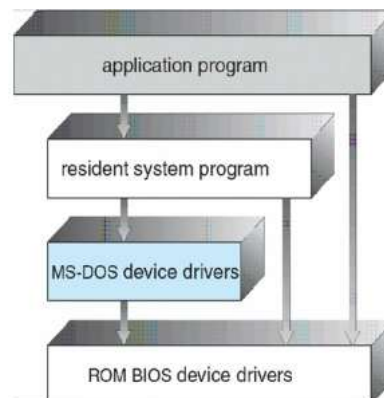 application program
resident system program
MS-DOS device drivers
ROM BIOS device drivers